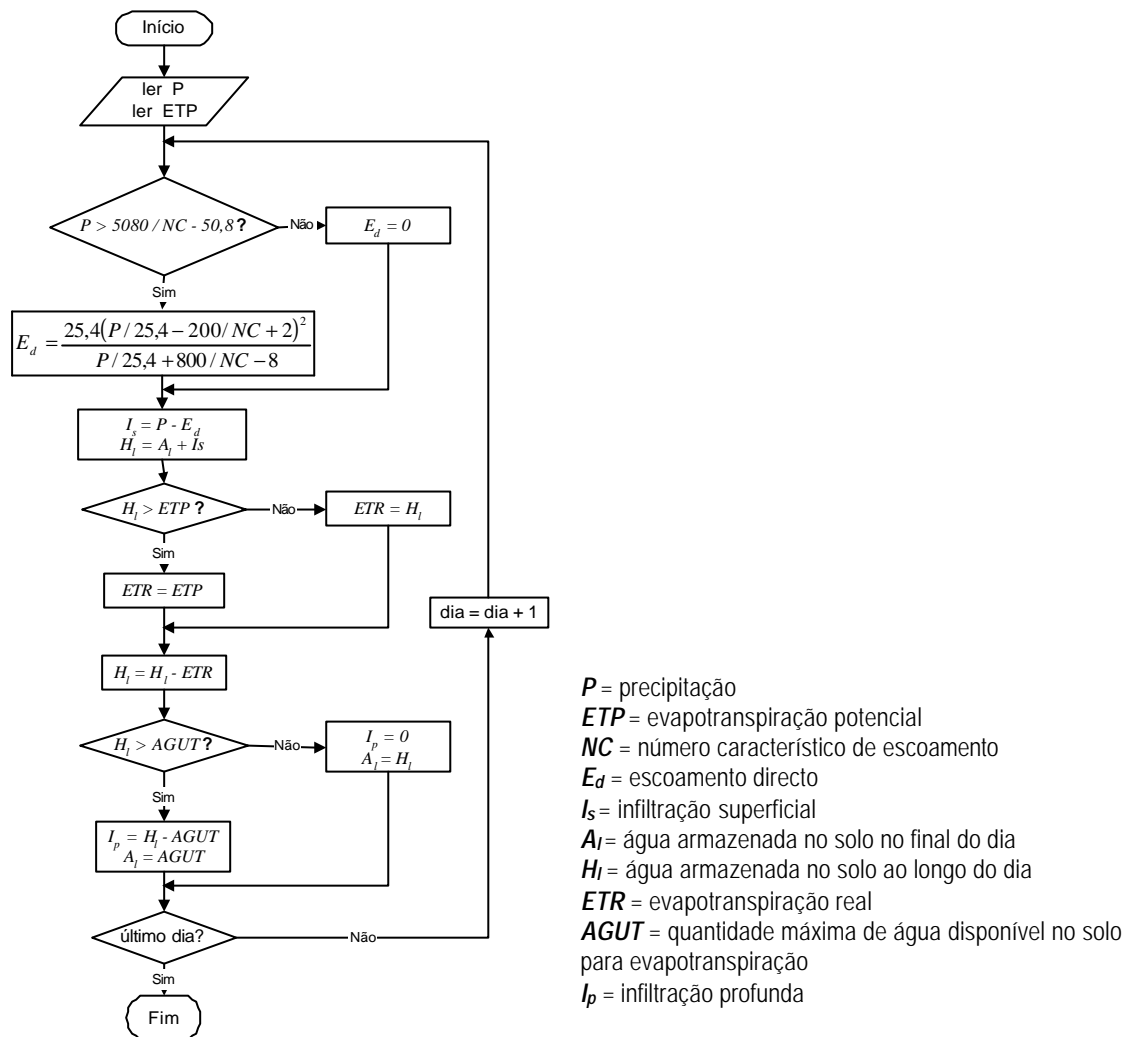 Início
ler P
ler ETP
P > 5080 / NC - 50,8 ?
Não
E_d = 0
Sim
E_d = 25,4(P / 25,4 − 200 / NC + 2)² / P / 25,4 + 800 / NC − 8
I_s = P - E_d
H_l = A_l + Is
H_l > ETP ?
Não
ETR = H_l
Sim
ETR = ETP
dia = dia + 1
H_l = H_l - ETR
H_l > AGUT ?
Não
I_p = 0
A_l = H_l
Sim
I_p = H_l - AGUT
A_l = AGUT
último dia?
Não
Sim
Fim
P = precipitação
ETP = evapotranspiração potencial
NC = número característico de escoamento
E_d = escoamento directo
I_s = infiltração superficial
A_l = água armazenada no solo no final do dia
H_l = água armazenada no solo ao longo do dia
ETR = evapotranspiração real
AGUT = quantidade máxima de água disponível no solo
para evapotranspiração
I_p = infiltração profunda